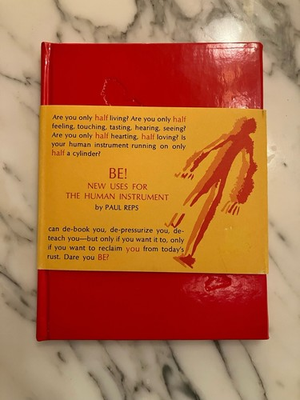 Are you only half living? Are you only half
feeling, touching, tasting, hearing, seeing?
Are you only half hearting, half loving? Is
your human instrument running on only
half a cylinder?
BE!
NEW USES FOR
THE HUMAN INSTRUMENT
by PAUL REPS
can de-book you, de-pressurize you, de-
teach you—but only if you want it to, only
if you want to reclaim you from today's
rust. Dare you BE?